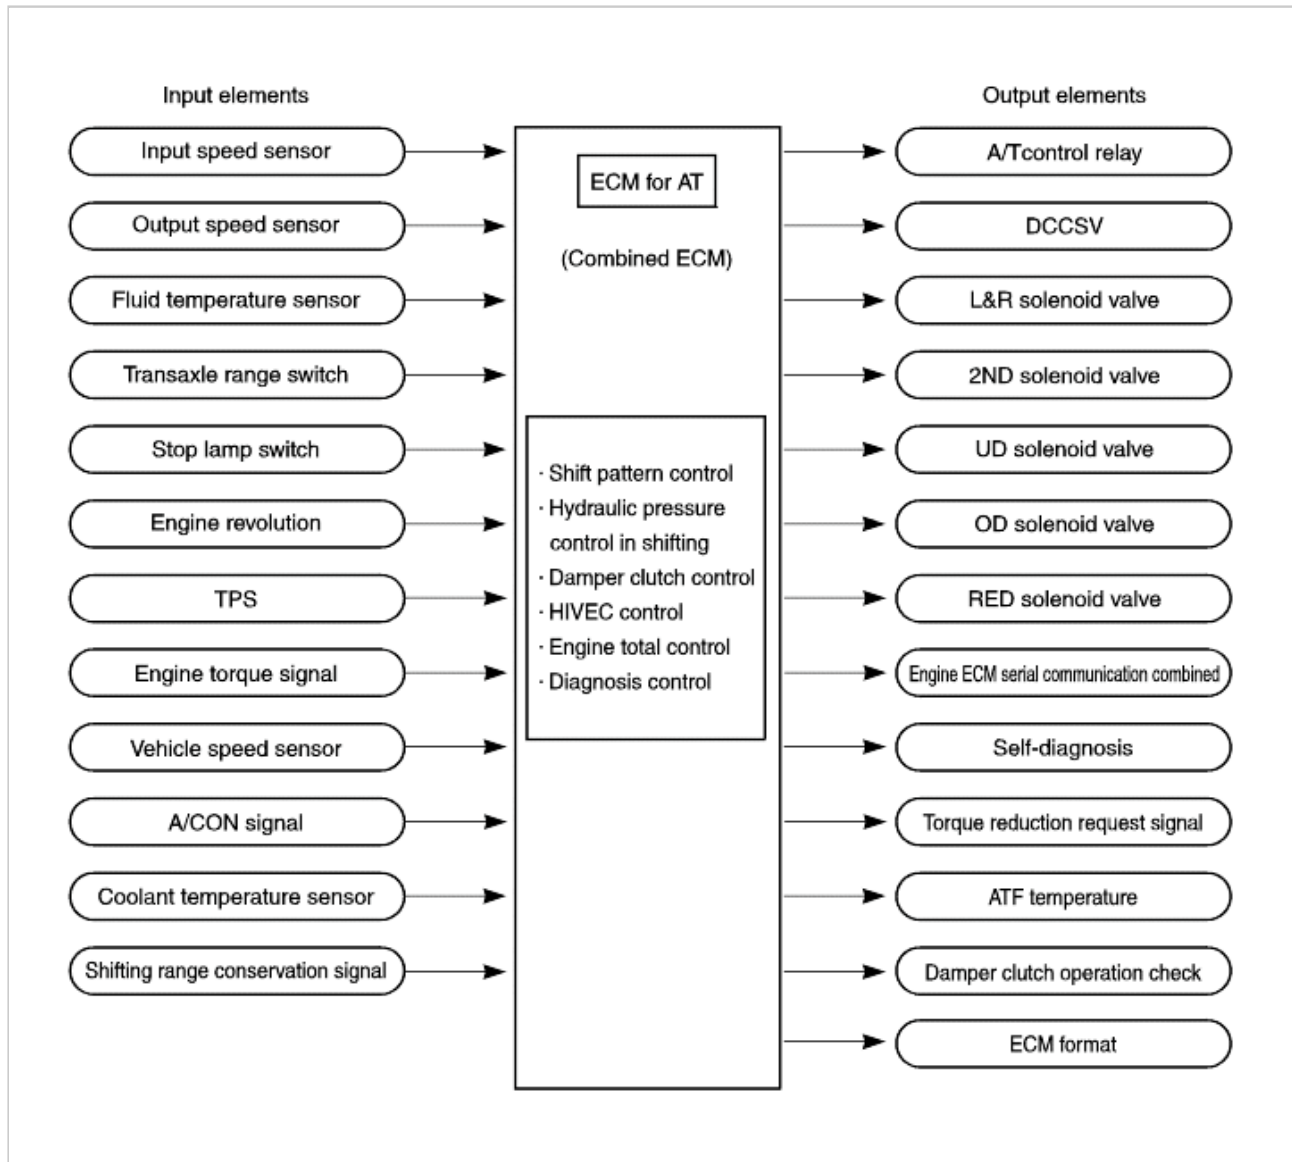 Input elements
Input speed sensor
Output speed sensor
Fluid temperature sensor
Transaxle range switch
Stop lamp switch
Engine revolution
TPS
Engine torque signal
Vehicle speed sensor
A/CON signal
Coolant temperature sensor
Shifting range conservation signal
ECM for AT
(Combined ECM)
· Shift pattern control
· Hydraulic pressure
control in shifting
· Damper clutch control
· HIVEC control
· Engine total control
· Diagnosis control
Output elements
A/Tcontrol relay
DCCSV
L&R solenoid valve
2ND solenoid valve
UD solenoid valve
OD solenoid valve
RED solenoid valve
Engine ECM serial communication combined
Self-diagnosis
Torque reduction request signal
ATF temperature
Damper clutch operation check
ECM format